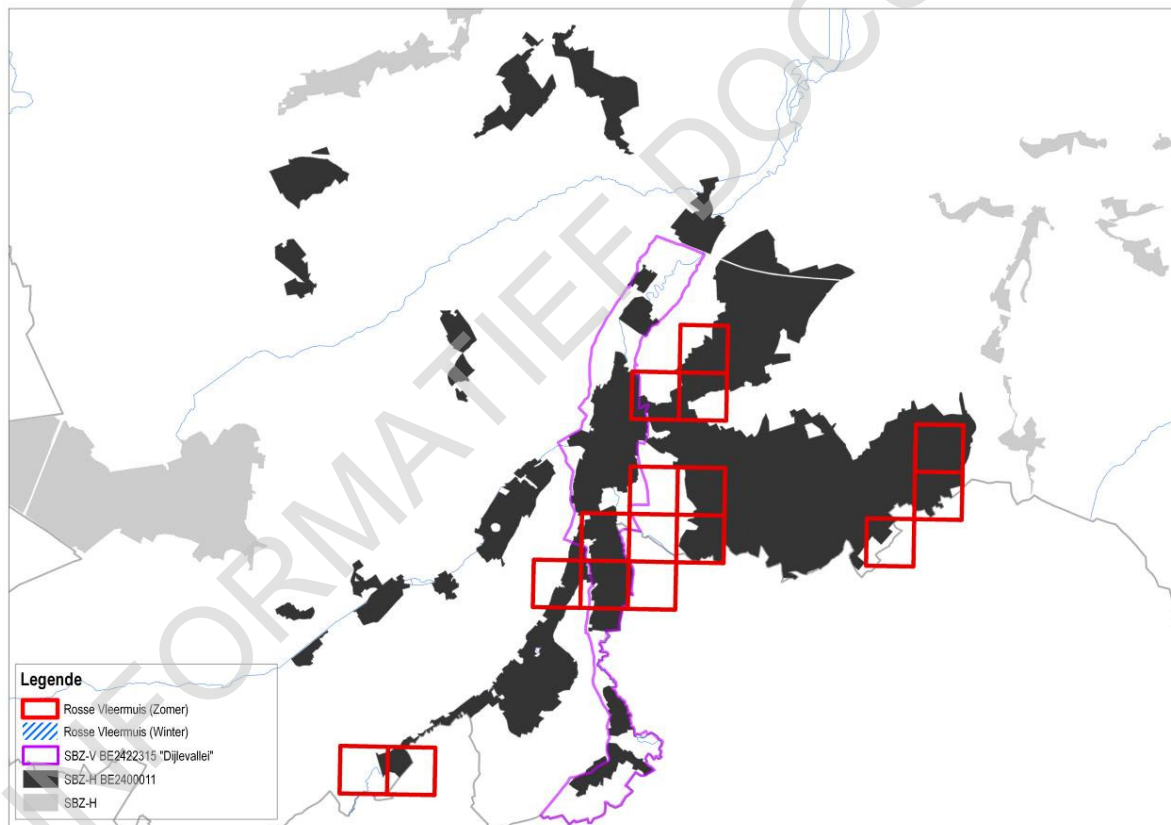 INFORMATIEF DOCU
Legende
Rosse Vleermuis (Zomer)
Rosse Vleermuis (Winter)
SBZ-V BE2422315 "Dijlevallei"
SBZ-H BE2400011
SBZ-H